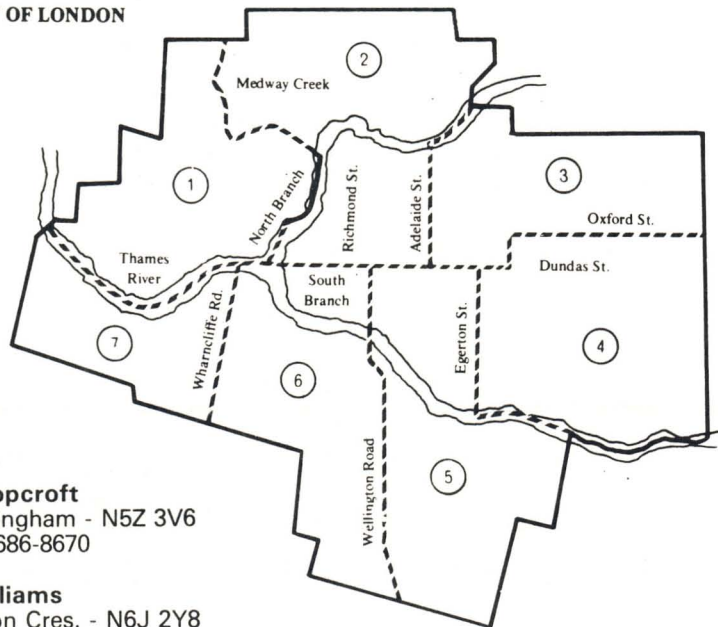 OF LONDON
2
Medway Creek
1
North Branch
Richmond St.
Adelaide St.
3
Oxford St.
Thames
River
South
Branch
Dundas St.
Wharncliffe Rd.
Egerton St.
7
6
4
Wellington Road
5
opcroft
ngham - N5Z 3V6
686-8670
liams
on Cres. - N6J 2Y8